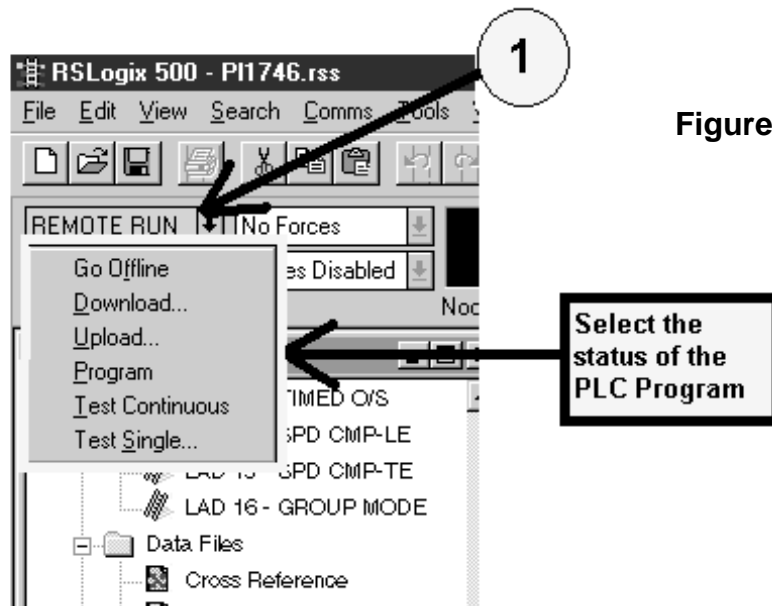 1
RSLogix 500 - PI1746.rss
File Edit View Search Comms Tools
Figure
REMOTE RUN No Forces
Go Offline
es Disabled
Download...
Noc
Upload...
Program
Test Continuous
TIMED O/S
Test Single...
SPD CMP-LE
LAD 15 - SPD CMP-TE
LAD 16 - GROUP MODE
Data Files
Cross Reference
Select the
status of the
PLC Program